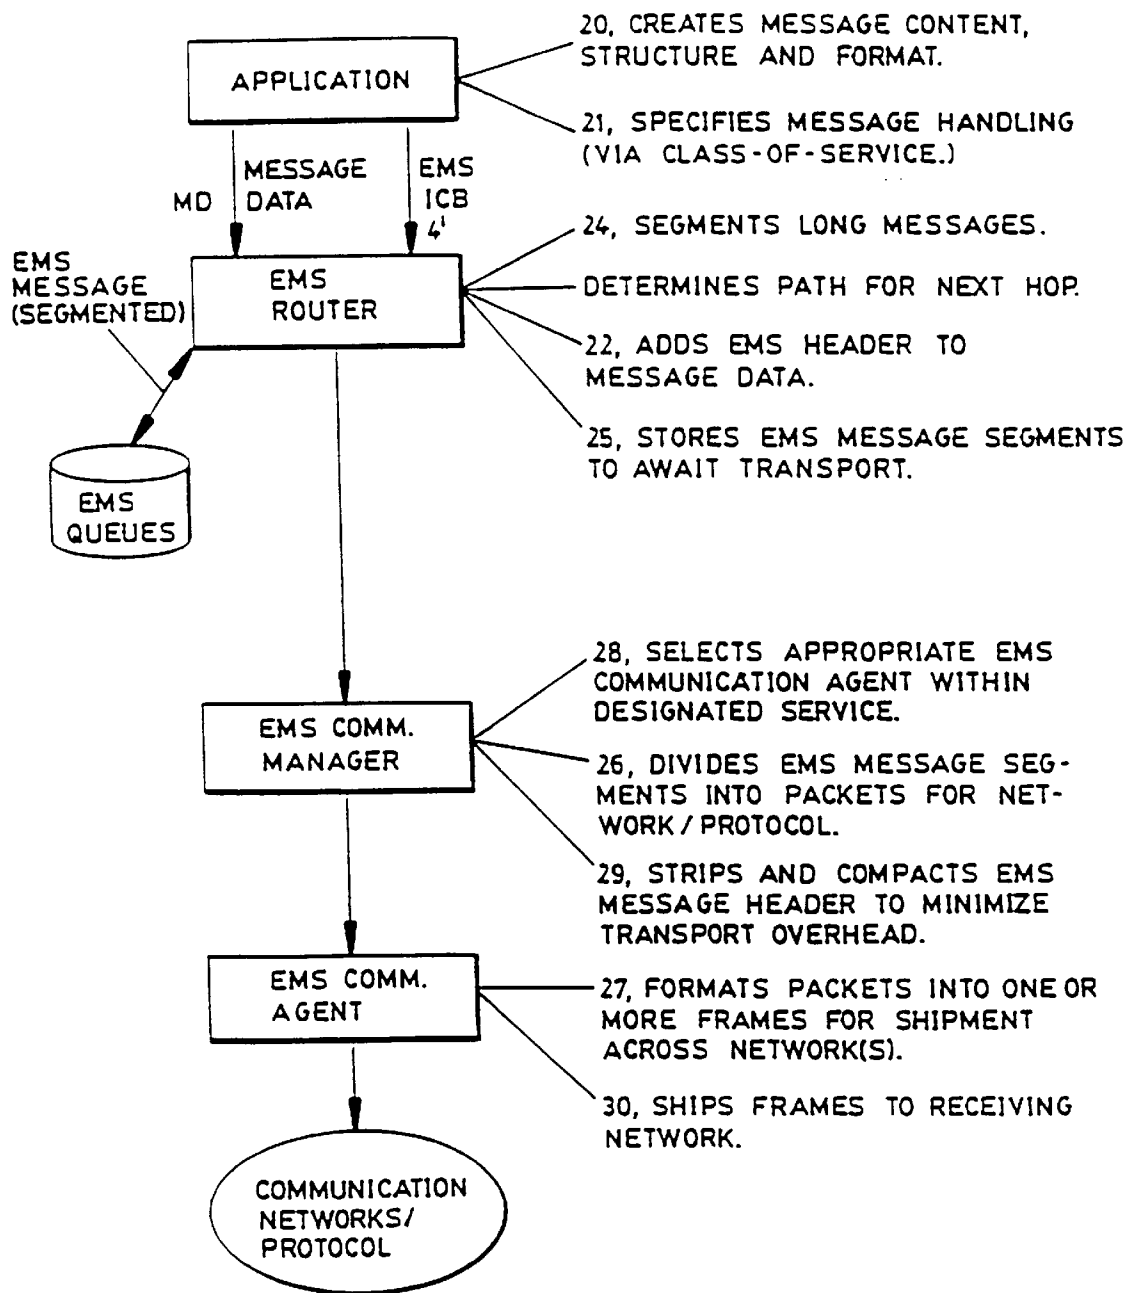 20, CREATES MESSAGE CONTENT,
STRUCTURE AND FORMAT.
APPLICATION
21, SPECIFIES MESSAGE HANDLING
(VIA CLASS-OF-SERVICE.)
MESSAGE
MD DATA
EMS
ICB
4'
24, SEGMENTS LONG MESSAGES.
EMS
MESSAGE
(SEGMENTED)
EMS
ROUTER
DETERMINES PATH FOR NEXT HOP.
22, ADDS EMS HEADER TO
MESSAGE DATA.
25, STORES EMS MESSAGE SEGMENTS
TO AWAIT TRANSPORT.
EMS
QUEUES
28, SELECTS APPROPRIATE EMS
COMMUNICATION AGENT WITHIN
DESIGNATED SERVICE.
EMS COMM.
MANAGER
26, DIVIDES EMS MESSAGE SEG-
MENTS INTO PACKETS FOR NET-
WORK/PROTOCOL.
29, STRIPS AND COMPACTS EMS
MESSAGE HEADER TO MINIMIZE
TRANSPORT OVERHEAD.
EMS COMM.
AGENT
27, FORMATS PACKETS INTO ONE OR
MORE FRAMES FOR SHIPMENT
ACROSS NETWORK(S).
30, SHIPS FRAMES TO RECEIVING
NETWORK.
COMMUNICATION
NETWORKS/
PROTOCOL